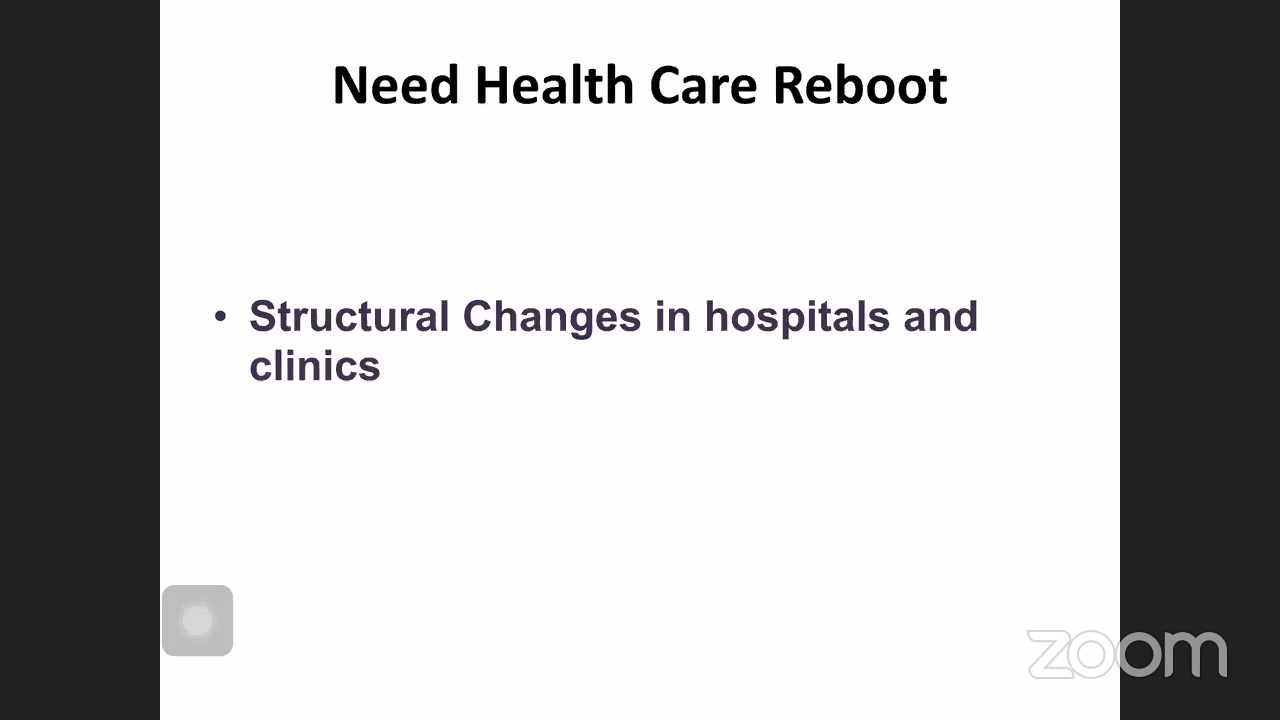 Need Health Care Reboot
• Structural Changes in hospitals and
clinics
zoom